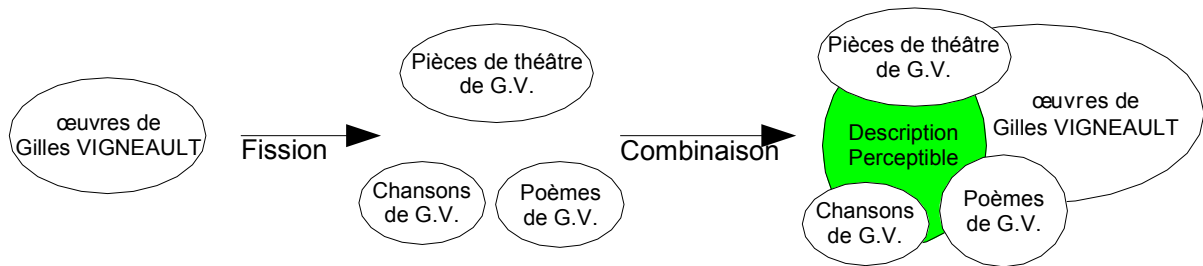 œuvres de
Gilles VIGNEAULT
Fission
Pièces de théâtre
de G.V.
Chansons
de G.V.
Poèmes
de G.V.
Combinaison
Pièces de théâtre
de G.V.
œuvres de
Gilles VIGNEAULT
Description
Perceptible
Chansons
de G.V.
Poèmes
de G.V.